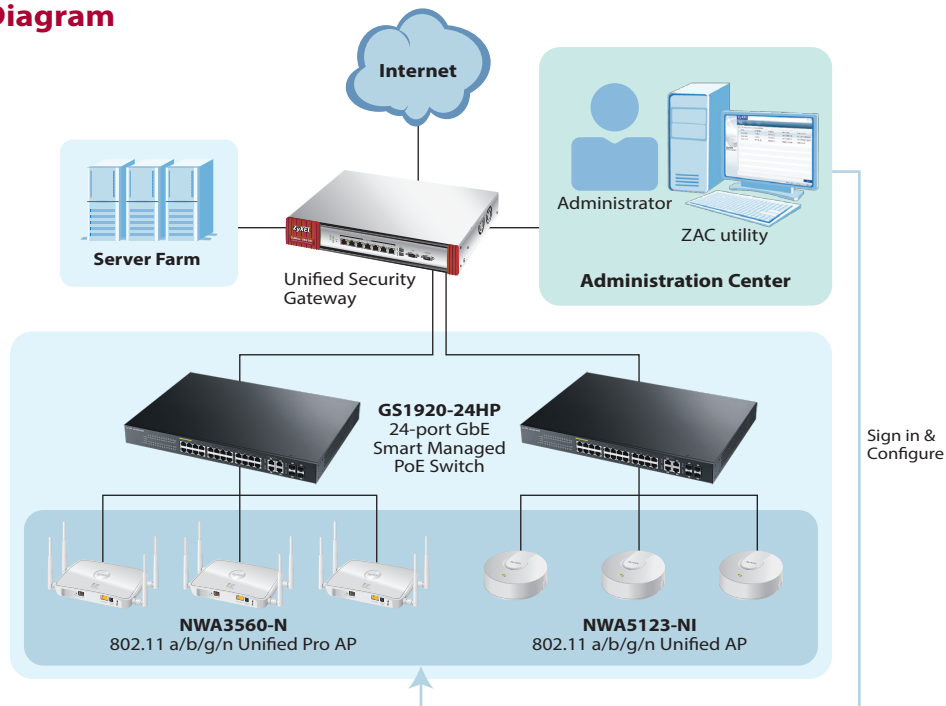 Diagram
Internet
Administrator
ZAC utility
Administration Center
Server Farm
ZyXEL
Unified Security
Gateway
GS1920-24HP
24-port GbE
Smart Managed
PoE Switch
Sign in &
Configure
NWA3560-N
802.11 a/b/g/n Unified Pro AP
NWA5123-NI
802.11 a/b/g/n Unified AP